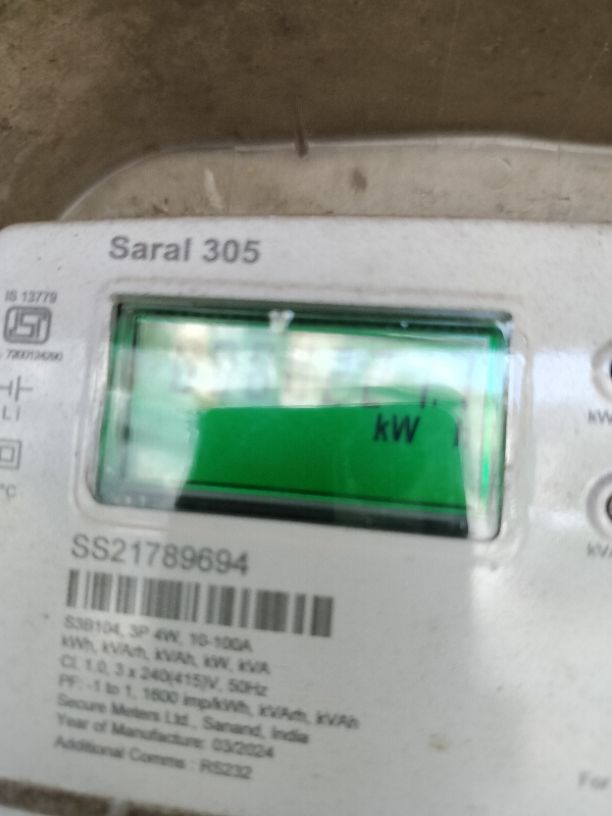 Saral 305
IS 13779
kW
SS21789694
S3B104, 3P 4W, 10-100A
kWh, kVArh, kVAh, kW, kVA
Cl. 1.0, 3 x 240(415)V, 50Hz
PF: -1 to 1, 1600 imp/kWh, kVArh, kVAh
Secure Meters Ltd., Sanand, India
Year of Manufacture: 03/2024
Additional Comms : RS232
For